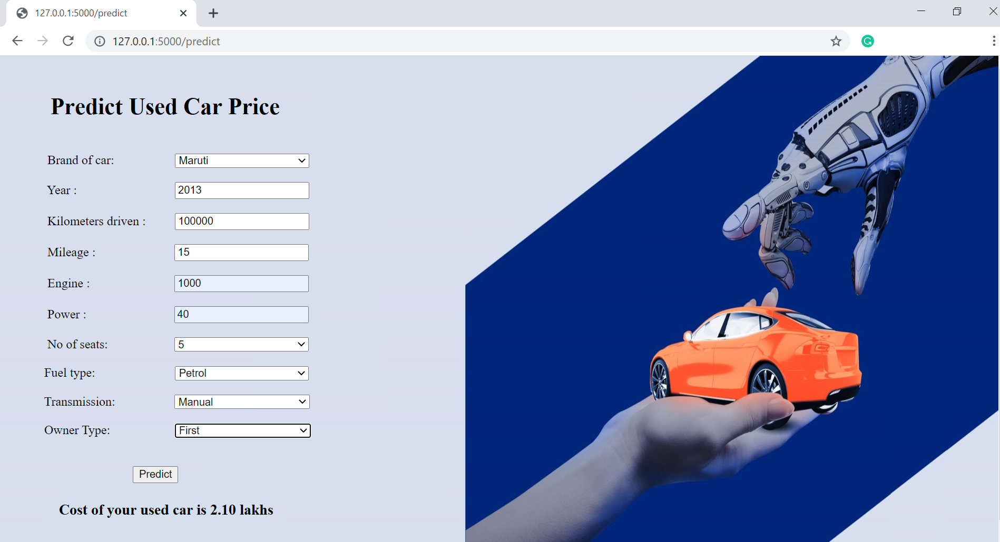 127.0.0.1:5000/predict
127.0.0.1:5000/predict
Predict Used Car Price
Brand of car: Maruti
Year : 2013
Kilometers driven : 100000
Mileage : 15
Engine : 1000
Power : 40
No of seats: 5
Fuel type: Petrol
Transmission: Manual
Owner Type: First
Predict
Cost of your used car is 2.10 lakhs